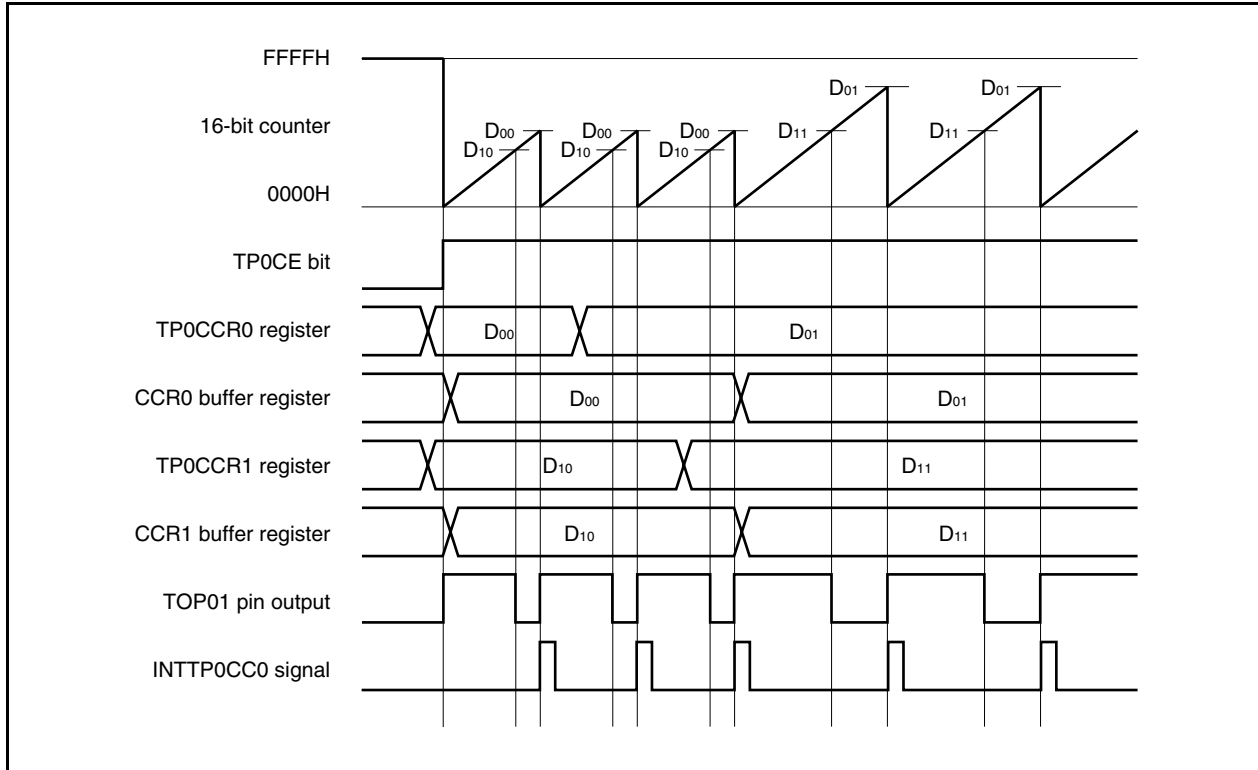 FFFFH
16-bit counter
0000H
D00 D00 D00 D01 D01
D10 D10 D10 D11 D11
TP0CE bit
TP0CCR0 register D00 D01
CCR0 buffer register D00 D01
TP0CCR1 register D10 D11
CCR1 buffer register D10 D11
TOP01 pin output
INTTP0CC0 signal